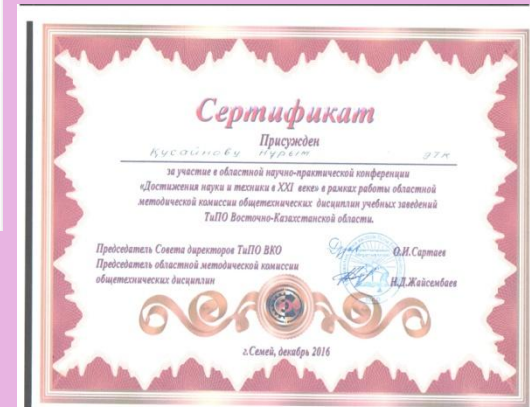 Сертификат
Присужден
Кусаинову Нурым ЭТК
за участие в областной научно-практической конференции
«Достижения науки и техники в XXI веке» в рамках работы областной
методической комиссии общетехнических дисциплин учебных заведений
ТиПО Восточно-Казахстанской области.
Председатель Совета директоров ТиПО ВКО О.И.Сартаев
Председатель областной методической комиссии
общетехнических дисциплин Н.Д.Жайсембаев
г.Семей, декабрь 2016